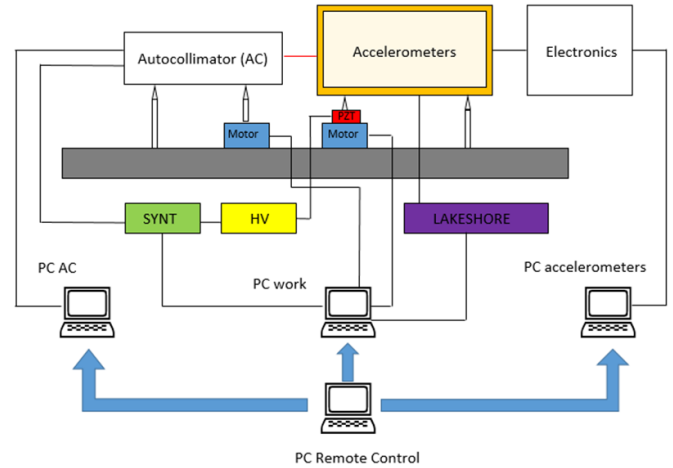 Autocollimator (AC)
Accelerometers
Electronics
PZT
Motor
Motor
SYNT
HV
LAKESHORE
PC AC
PC work
PC accelerometers
PC Remote Control